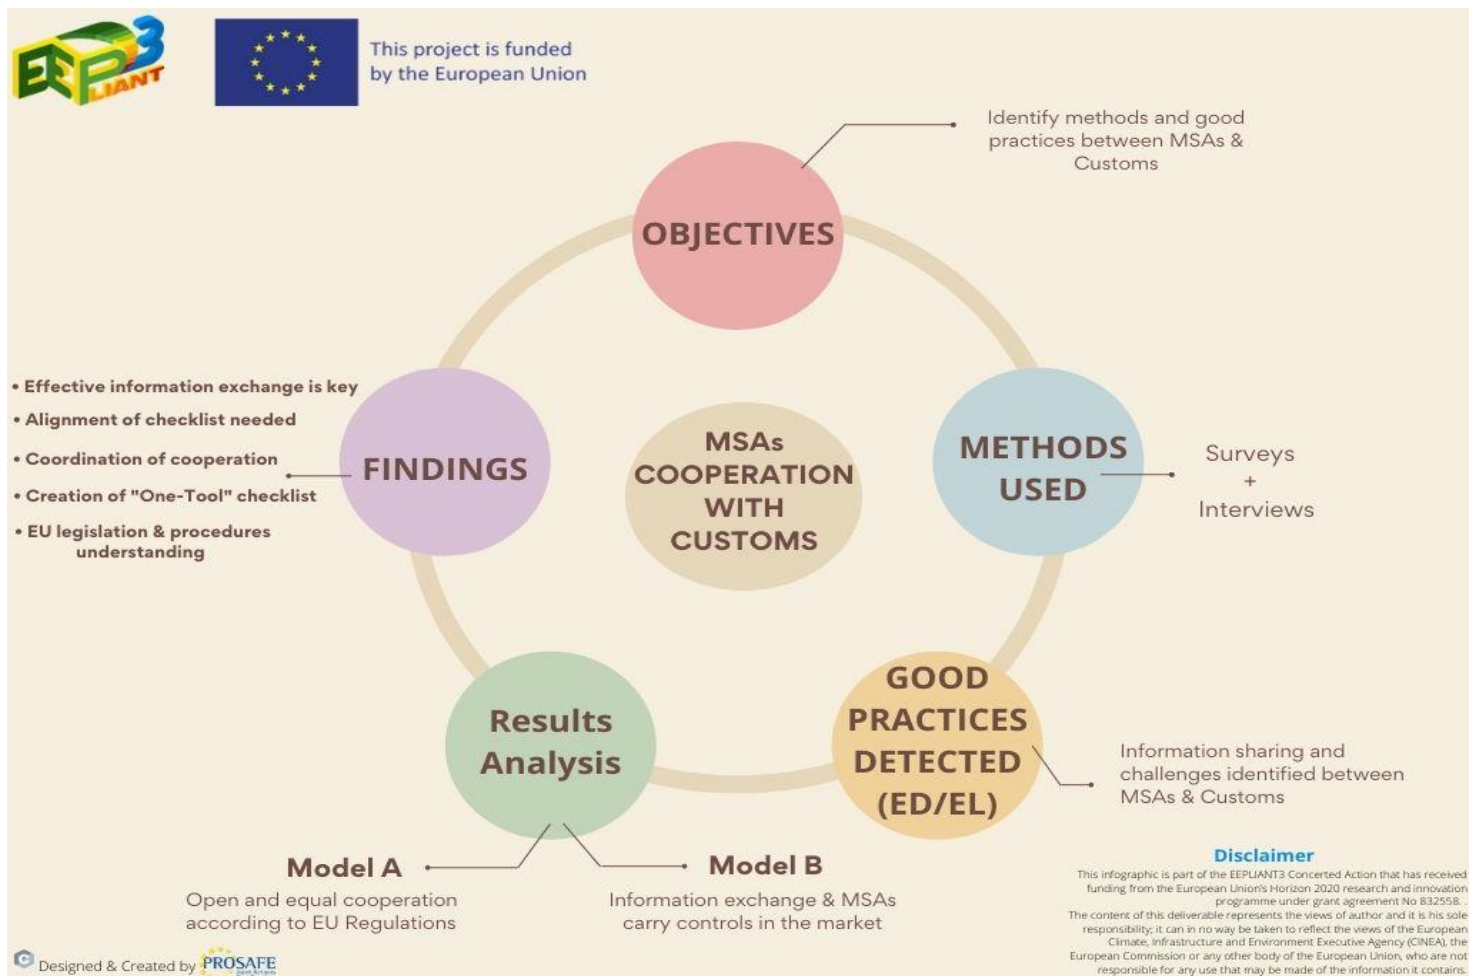 EEP3
LIANT
This project is funded
by the European Union
Identify methods and good
practices between MSAs &
Customs
OBJECTIVES
METHODS
USED
Surveys
+
Interviews
MSAs
COOPERATION
WITH
CUSTOMS
FINDINGS
• Effective information exchange is key
• Alignment of checklist needed
• Coordination of cooperation
• Creation of "One-Tool" checklist
• EU legislation & procedures
understanding
GOOD
PRACTICES
DETECTED
(ED/EL)
Information sharing and
challenges identified between
MSAs & Customs
Results
Analysis
Model A
Open and equal cooperation
according to EU Regulations
Model B
Information exchange & MSAs
carry controls in the market
Disclaimer
This infographic is part of the EEPLIANT3 Concerted Action that has received
funding from the European Union's Horizon 2020 research and innovation
programme under grant agreement No 832558. .
The content of this deliverable represents the views of author and it is his sole
responsibility; it can in no way be taken to reflect the views of the European
Climate, Infrastructure and Environment Executive Agency (CINEA), the
European Commission or any other body of the European Union, who are not
responsible for any use that may be made of the information it contains.
C Designed & Created by PROSAFE
Joint Actions